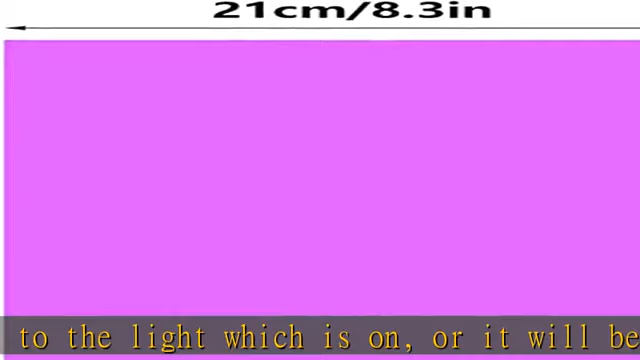 21cm/8.3in
to the light which is on, or it will be